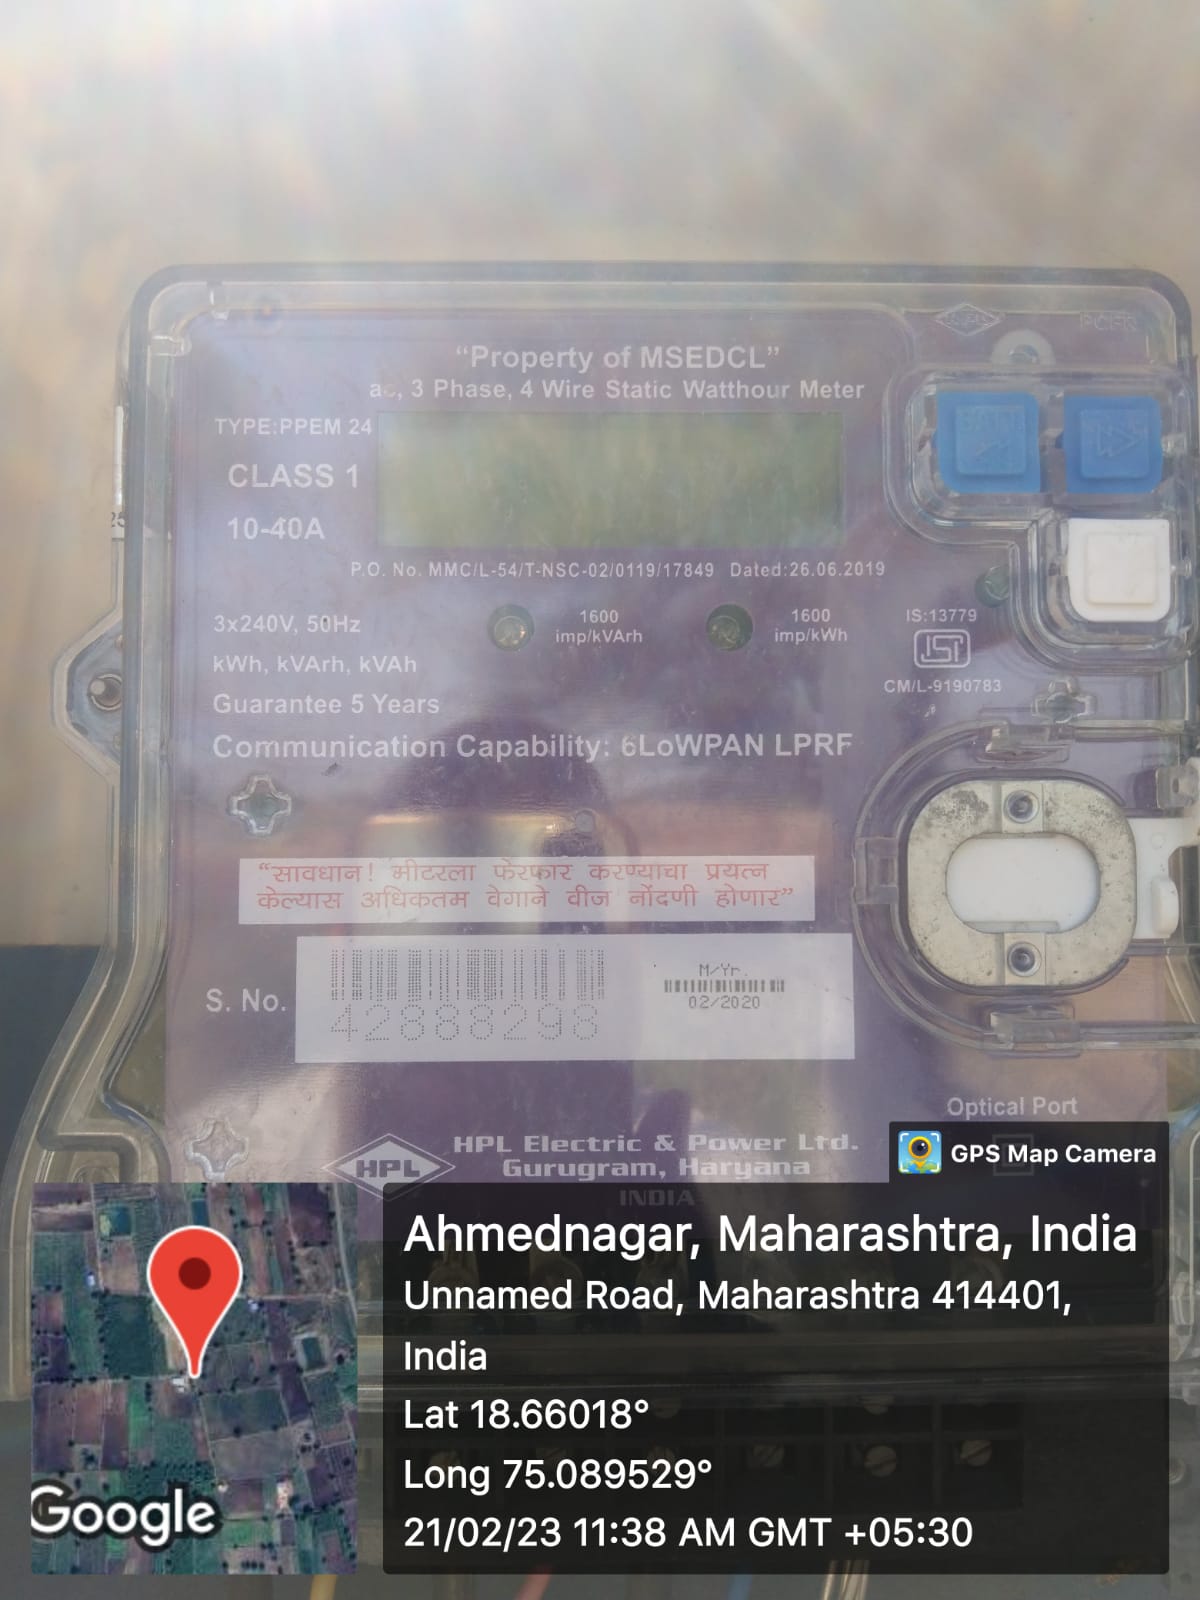 "Property of MSEDCL"
ac, 3 Phase, 4 Wire Static Watthour Meter
TYPE:PPEM 24
CLASS 1
10-40A
P.O. No. MMC/L-54/T-NSC-02/0119/17849 Dated:26.06.2019
3x240V, 50Hz
1600
imp/kVArh
1600
imp/kWh
IS:13779
ISI
CM/L-9190783
kWh, kVArh, kVAh
Guarantee 5 Years
Communication Capability: 6LoWPAN LPRF
"सावधान! मीटरला फेरफार करण्याचा प्रयत्न
केल्यास अधिकतम वेगाने वीज नोंदणी होणार"
S. No.
42888298
M/Yr.
02/2020
Optical Port
HPL
HPL Electric & Power Ltd.
Gurugram, Haryana
INDIA
GPS Map Camera
Ahmednagar, Maharashtra, India
Unnamed Road, Maharashtra 414401,
India
Lat 18.66018°
Long 75.089529°
21/02/23 11:38 AM GMT +05:30
Google